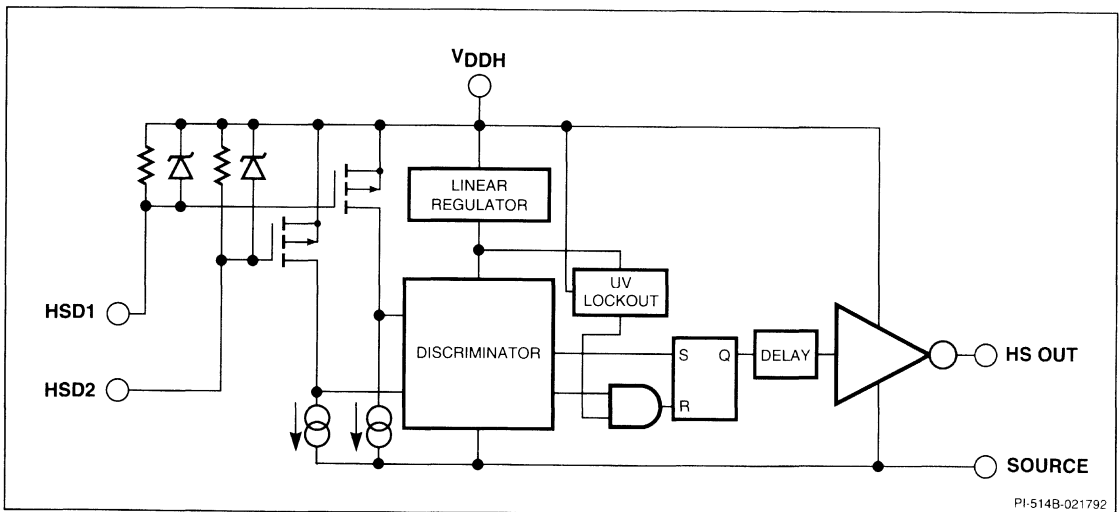 VDDH
LINEAR
REGULATOR
UV
LOCKOUT
HSD1
HSD2
DISCRIMINATOR
S Q
R
DELAY
HS OUT
SOURCE
PI-514B-021792